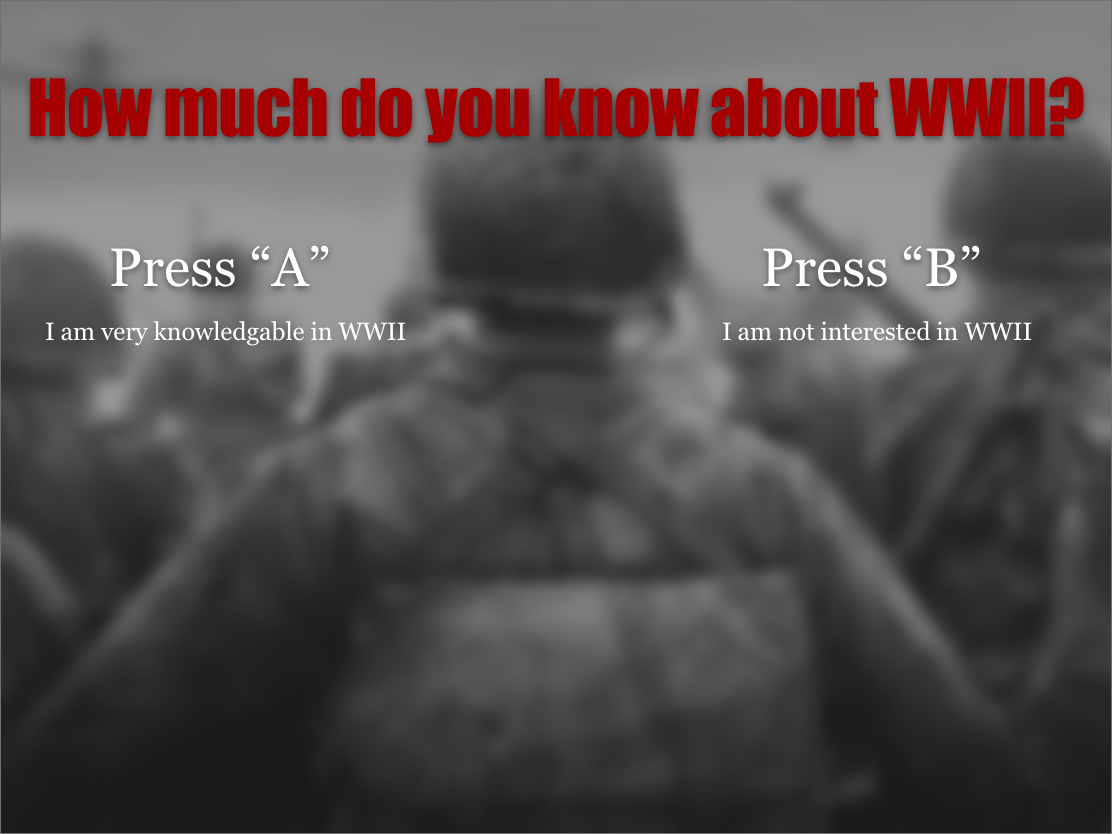 How much do you know about WWII?
Press “A”
I am very knowledgable in WWII
Press “B”
I am not interested in WWII